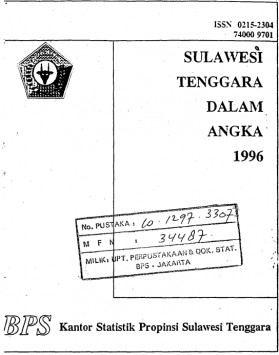 ISSN 0215-2304
74000 9701
SULAWESI
TENGGARA
DALAM
ANGKA
1996
No. PUSTAKA : 10.1297.3307
M F N : 34487
MILIK: UPT. PERPUSTAKAAN & DOK. STAT.
BPS - JAKARTA
BPS Kantor Statistik Propinsi Sulawesi Tenggara